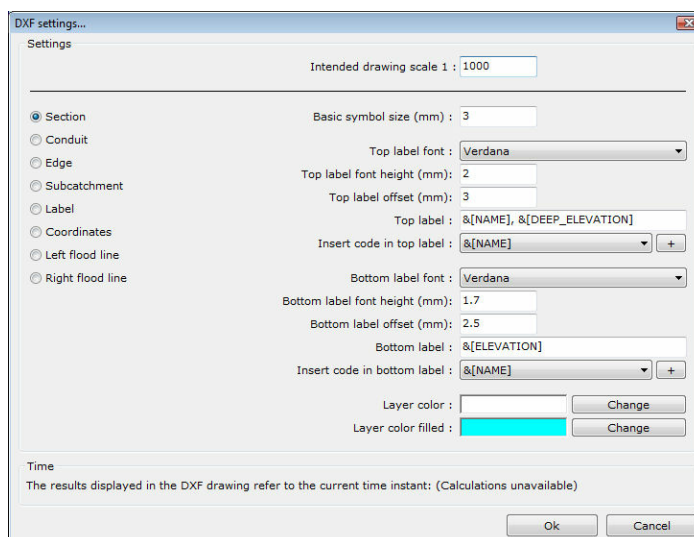 DXF settings...
Settings
Intended drawing scale 1 : 1000
Section
Conduit
Edge
Subcatchment
Label
Coordinates
Left flood line
Right flood line
Basic symbol size (mm) : 3
Top label font : Verdana
Top label font height (mm): 2
Top label offset (mm): 3
Top label : &[NAME], &[DEEP_ELEVATION]
Insert code in top label : &[NAME] +
Bottom label font : Verdana
Bottom label font height (mm): 1.7
Bottom label offset (mm): 2.5
Bottom label : &[ELEVATION]
Insert code in bottom label : &[NAME] +
Layer color : Change
Layer color filled : Change
Time
The results displayed in the DXF drawing refer to the current time instant: (Calculations unavailable)
Ok Cancel